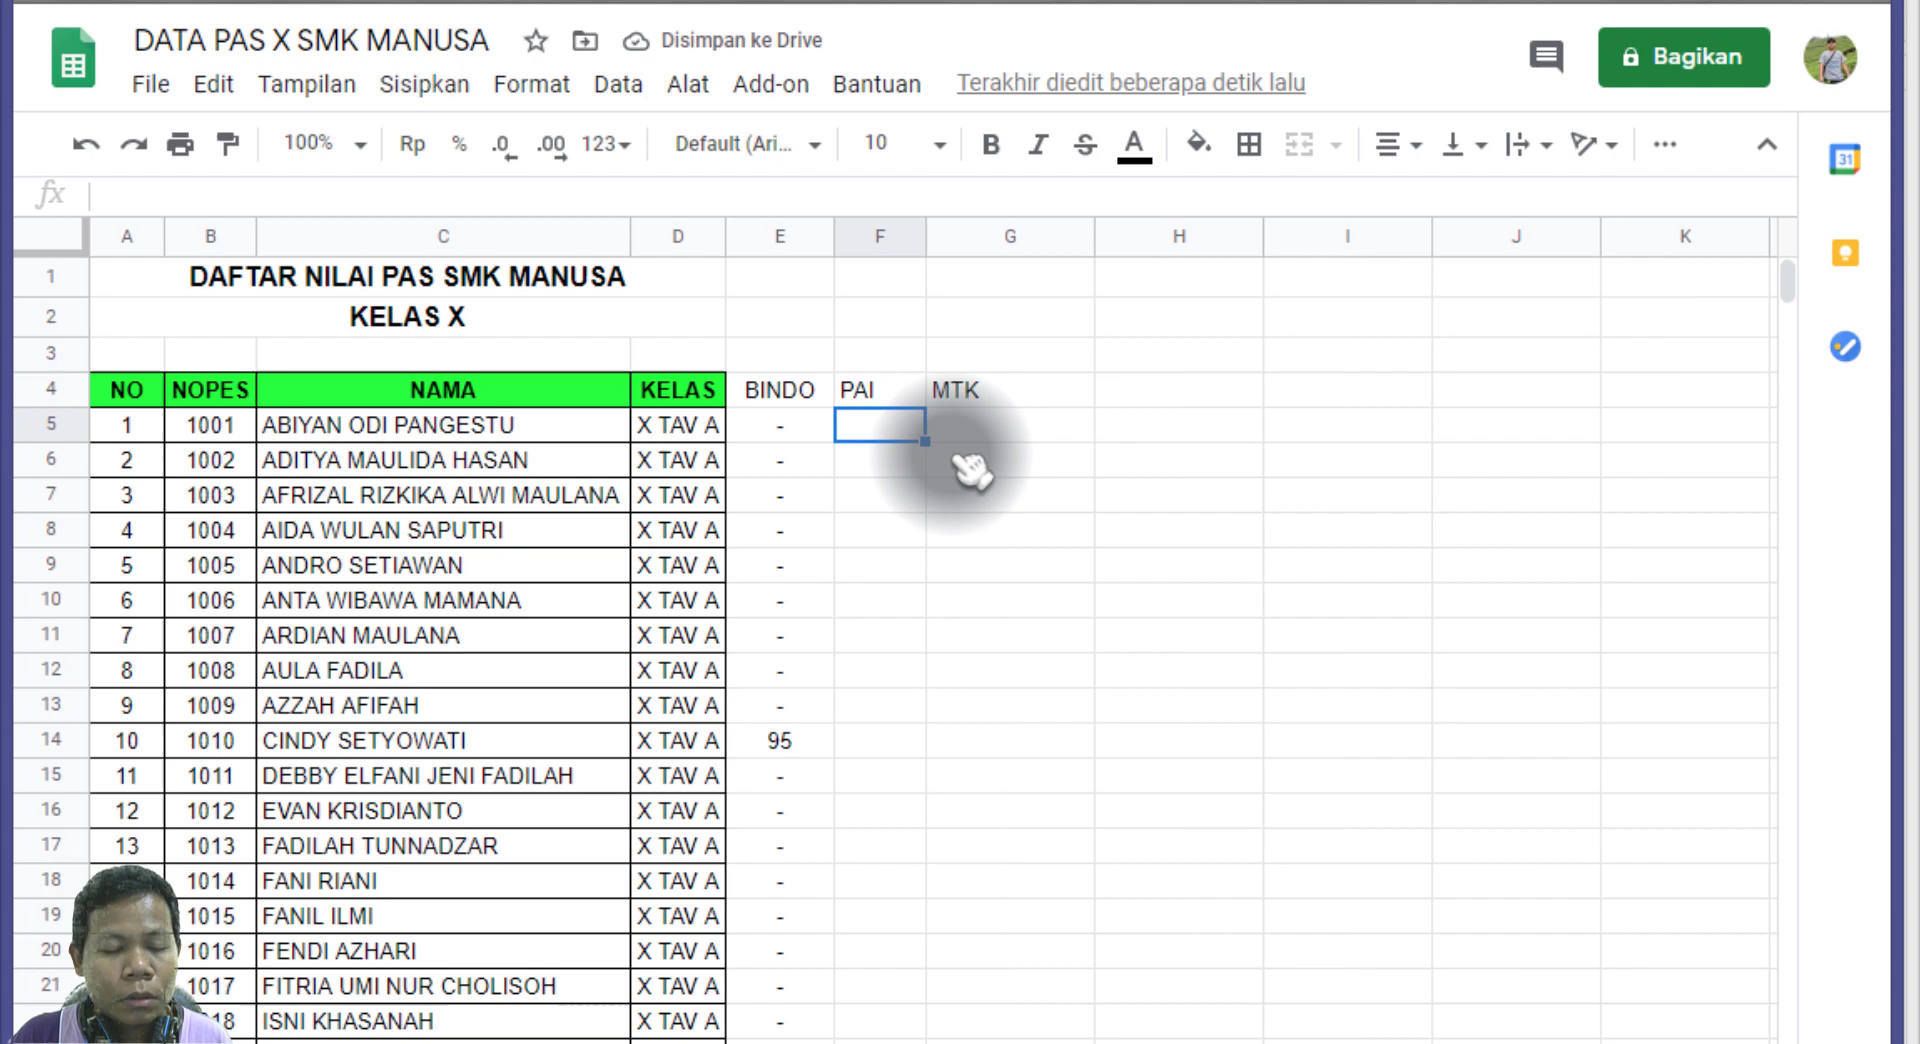 DATA PAS X SMK MANUSA Disimpan ke Drive
Bagikan
File Edit Tampilan Sisipkan Format Data Alat Add-on Bantuan Terakhir diedit beberapa detik lalu
100% Rp % .0 .00 123 Default (Ari... 10 B I S A
31
fx
A B C D E F G H I J K
1 DAFTAR NILAI PAS SMK MANUSA
2 KELAS X
3
4 NO NOPES NAMA KELAS BINDO PAI MTK
5 1 1001 ABIYAN ODI PANGESTU X TAV A -
6 2 1002 ADITYA MAULIDA HASAN X TAV A -
7 3 1003 AFRIZAL RIZKIKA ALWI MAULANA X TAV A -
8 4 1004 AIDA WULAN SAPUTRI X TAV A -
9 5 1005 ANDRO SETIAWAN X TAV A -
10 6 1006 ANTA WIBAWA MAMANA X TAV A -
11 7 1007 ARDIAN MAULANA X TAV A -
12 8 1008 AULA FADILA X TAV A -
13 9 1009 AZZAH AFIFAH X TAV A -
14 10 1010 CINDY SETYOWATI X TAV A 95
15 11 1011 DEBBY ELFANI JENI FADILAH X TAV A -
16 12 1012 EVAN KRISDIANTO X TAV A -
17 13 1013 FADILAH TUNNADZAR X TAV A -
18 1014 FANI RIANI X TAV A -
19 1015 FANIL ILMI X TAV A -
20 1016 FENDI AZHARI X TAV A -
21 1017 FITRIA UMI NUR CHOLISOH X TAV A -
18 ISNI KHASANAH X TAV A -